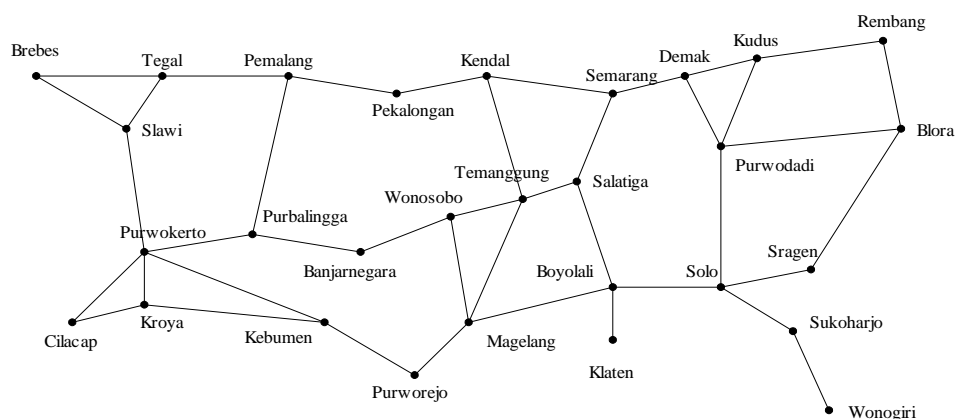 Rembang
Brebes
Tegal
Pemalang
Kendal
Demak
Kudus
Semarang
Pekalongan
Slawi
Blora
Purwodadi
Temanggung
Salatiga
Wonosobo
Purbalingga
Purwokerto
Banjarnegara
Boyolali
Solo
Sragen
Kroya
Cilacap
Kebumen
Magelang
Sukoharjo
Klaten
Purworejo
Wonogiri